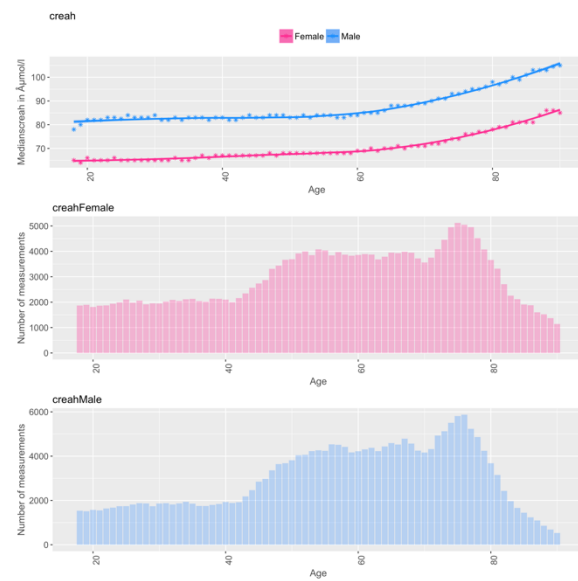 creah
Female Male
Medianscreah in Âµmol/l
100
90
80
70
20 40 60 80
Age
creahFemale
Number of measurements
5000
4000
3000
2000
1000
0
20 40 60 80
Age
creahMale
Number of measurements
6000
4000
2000
0
20 40 60 80
Age